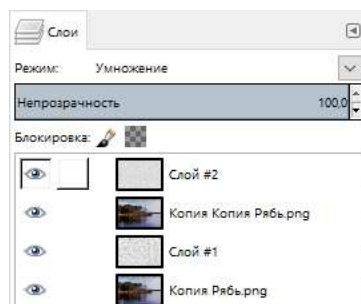 Слои
Режим: Умножение
Непрозрачность 100,0
Блокировка:
Слой #2
Копия Копия Рябь.png
Слой #1
Копия Рябь.png